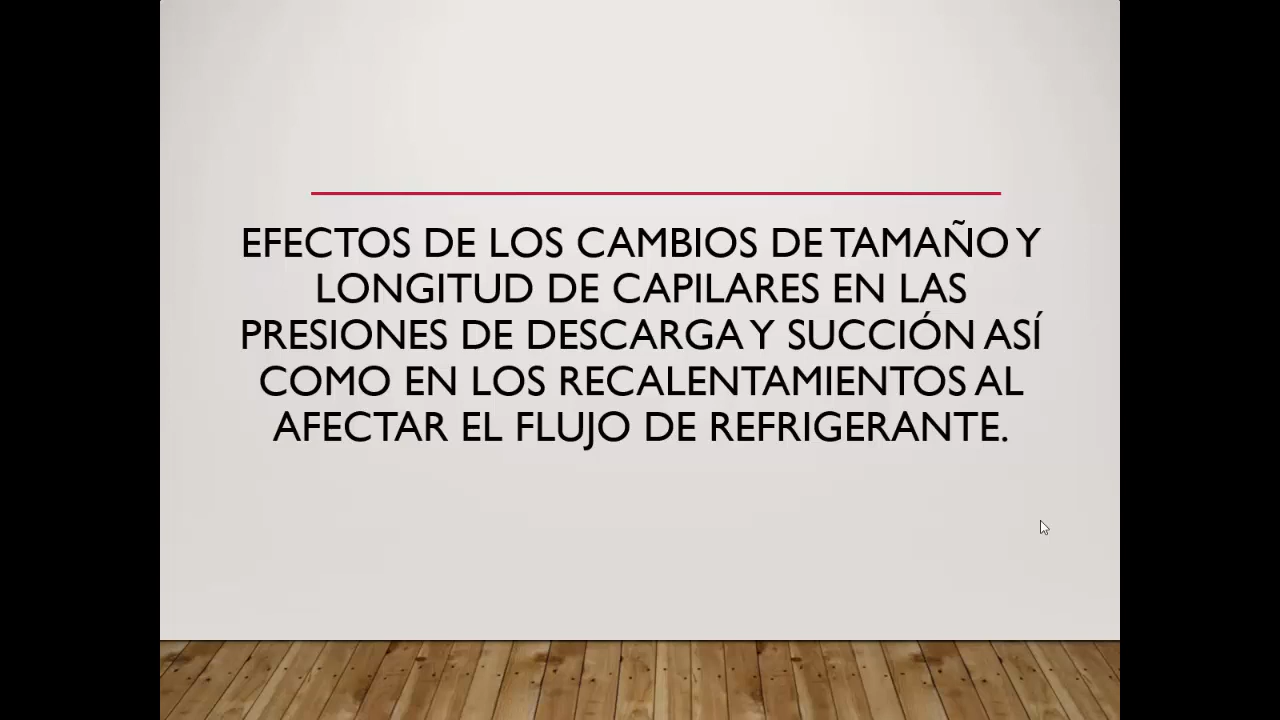 EFECTOS DE LOS CAMBIOS DE TAMAÑO Y
LONGITUD DE CAPILARES EN LAS
PRESIONES DE DESCARGA Y SUCCIÓN ASÍ
COMO EN LOS RECALENTAMIENTOS AL
AFECTAR EL FLUJO DE REFRIGERANTE.